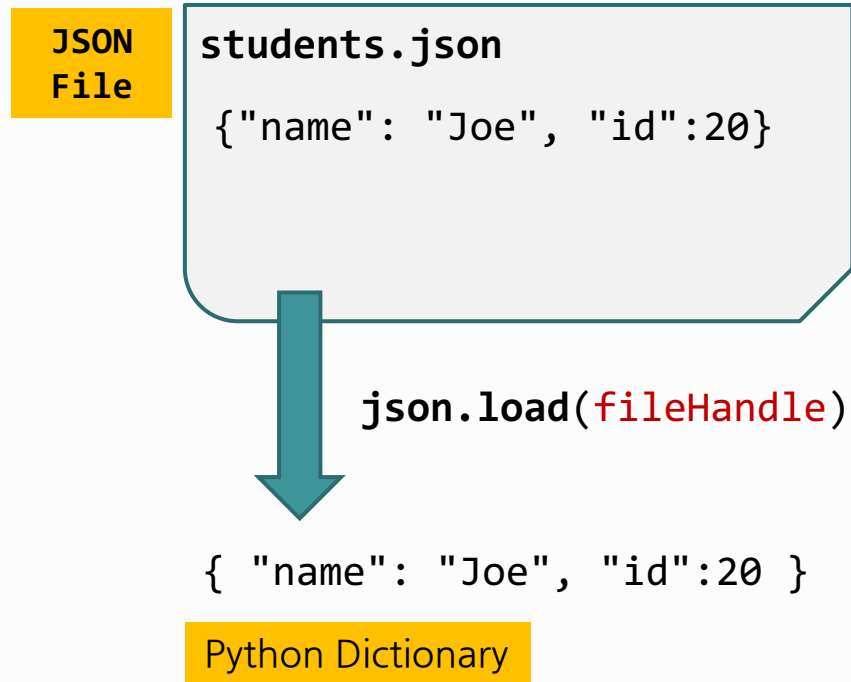 JSON
File
students.json
{"name": "Joe", "id":20}
json.load(fileHandle)
{ "name": "Joe", "id":20 }
Python Dictionary